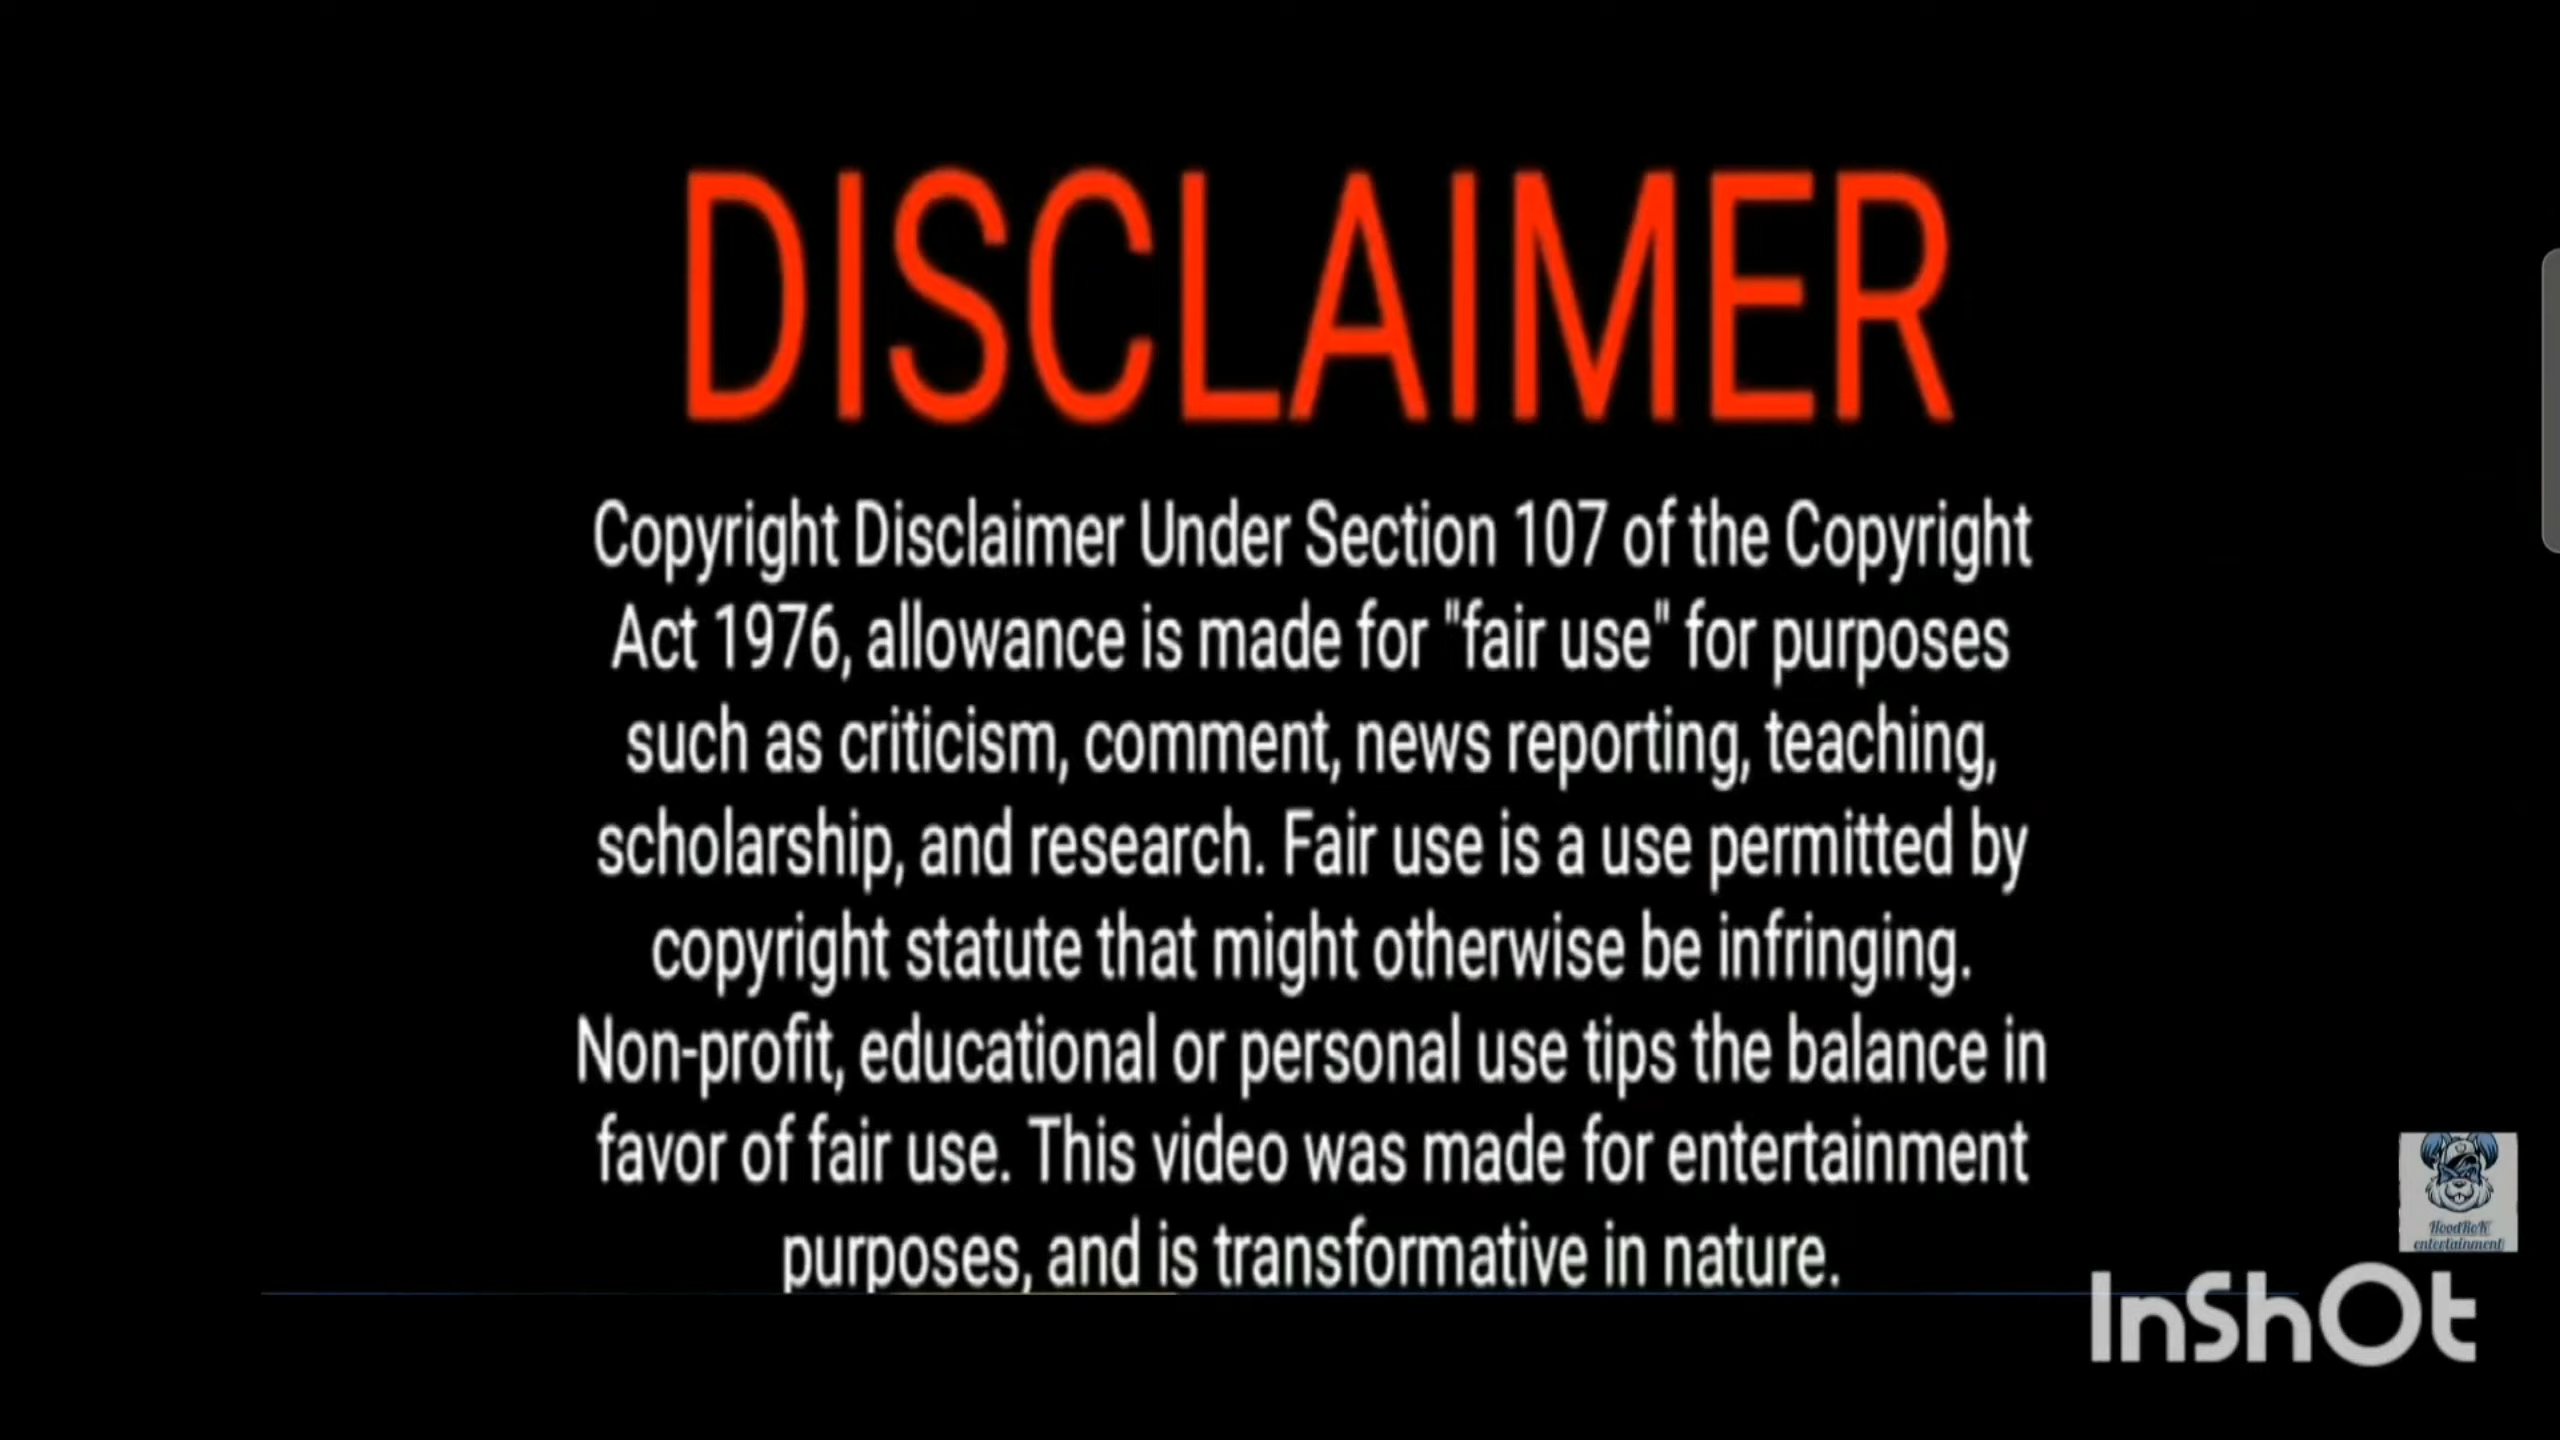 DISCLAIMER
Copyright Disclaimer Under Section 107 of the Copyright
Act 1976, allowance is made for "fair use" for purposes
such as criticism, comment, news reporting, teaching,
scholarship, and research. Fair use is a use permitted by
copyright statute that might otherwise be infringing.
Non-profit, educational or personal use tips the balance in
favor of fair use. This video was made for entertainment
purposes, and is transformative in nature.
HoodRoK
entertainment
InShOt